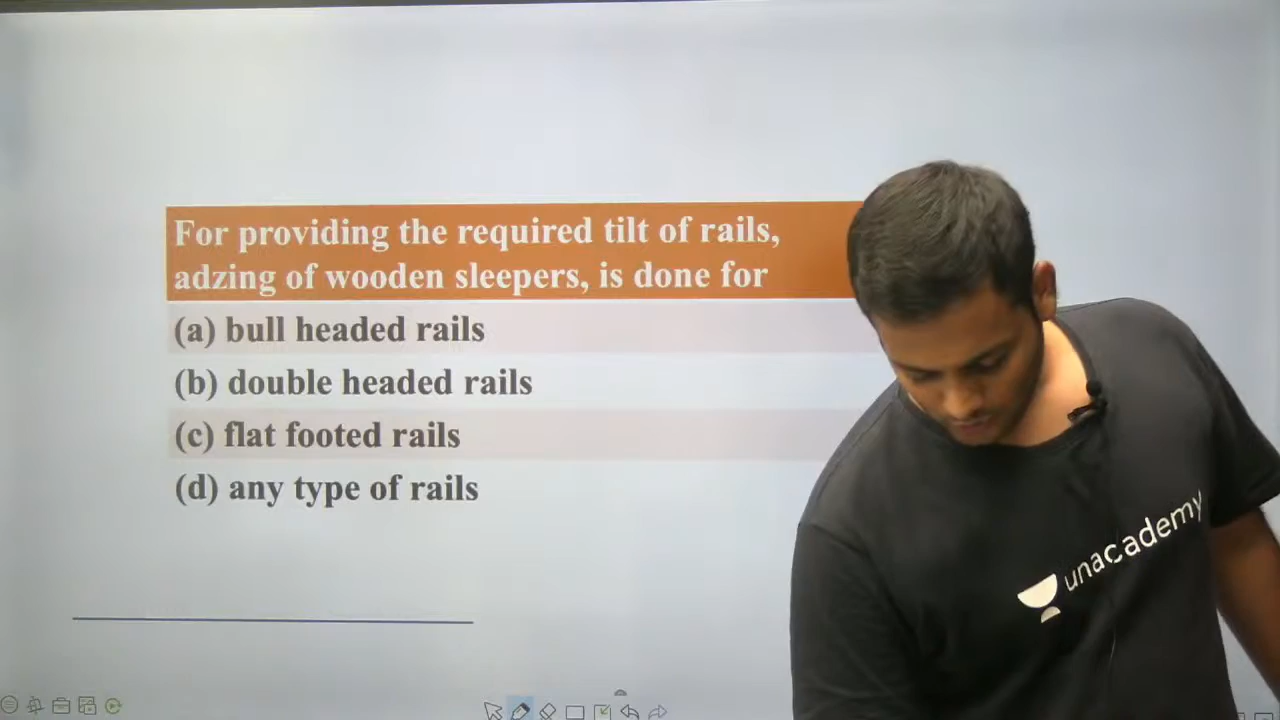 For providing the required tilt of rails,
adzing of wooden sleepers, is done for
(a) bull headed rails
(b) double headed rails
(c) flat footed rails
(d) any type of rails
unacademy